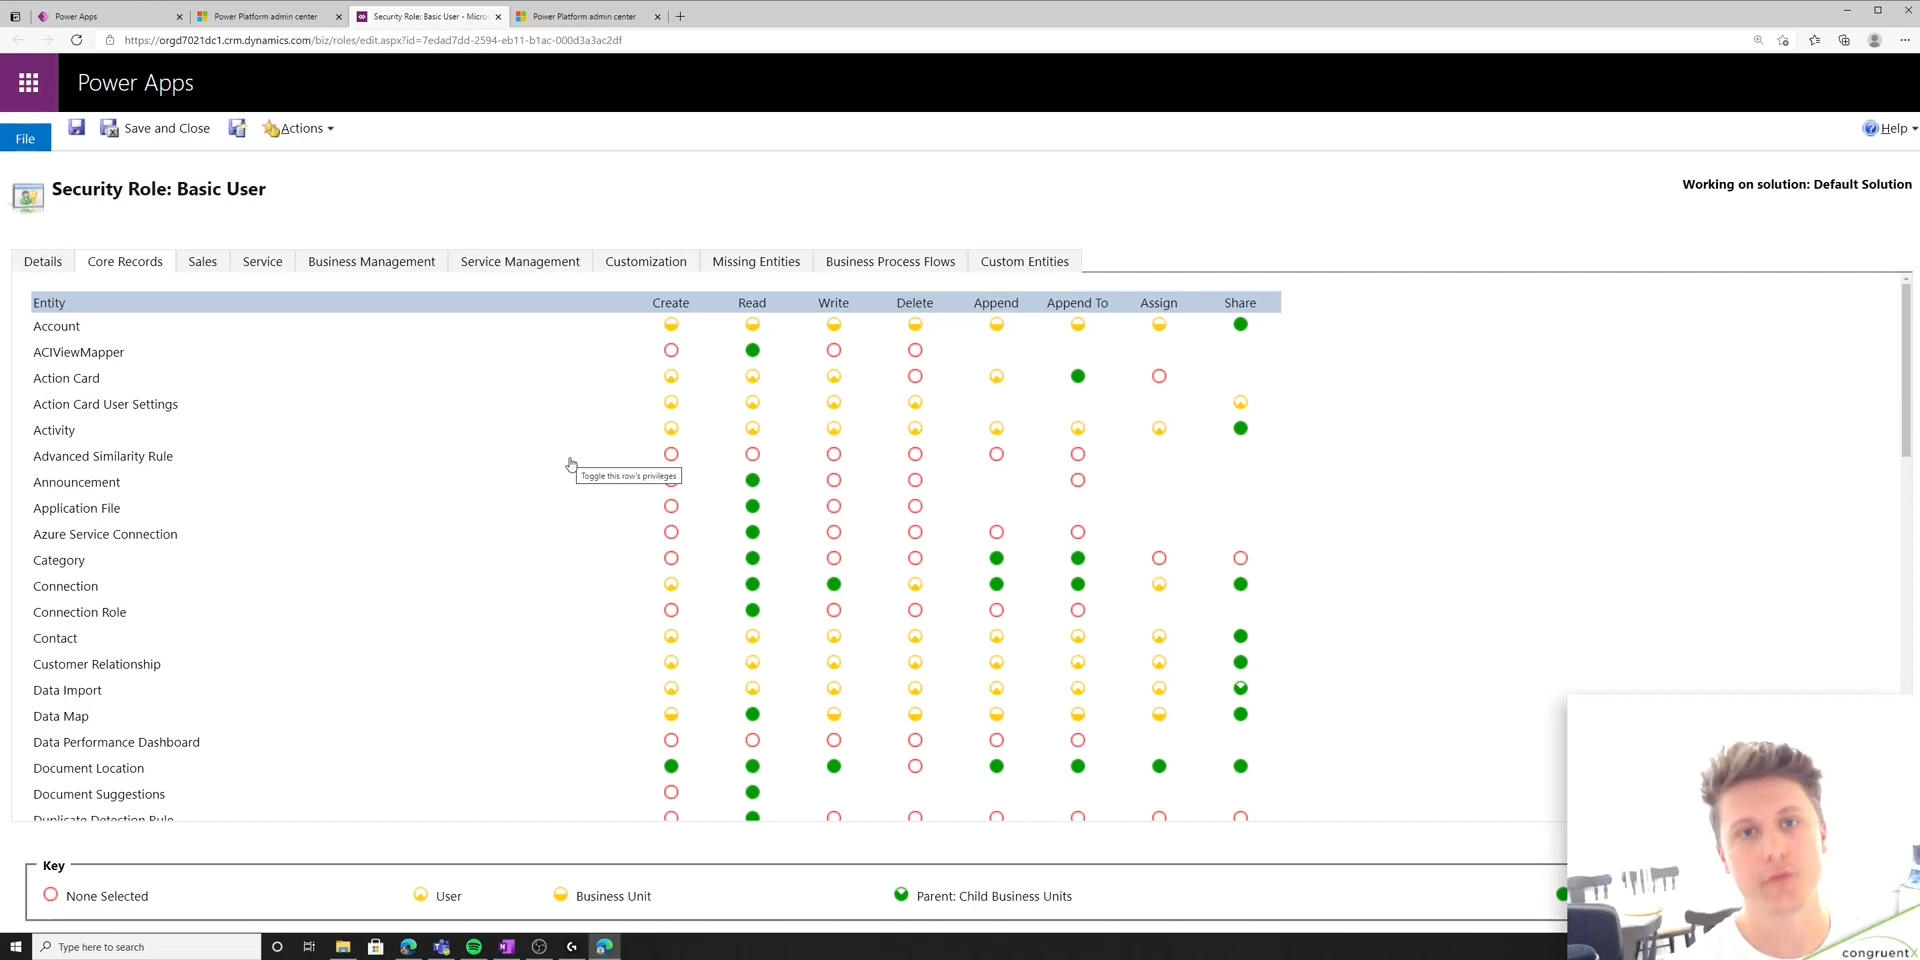 Power Apps
Power Platform admin center
Security Role: Basic User - Micro
Power Platform admin center
https://orgd7021dc1.crm.dynamics.com/biz/roles/edit.aspx?id=7edad7dd-2594-eb11-b1ac-000d3a3ac2df
Power Apps
File
Save and Close
Actions
Help
Security Role: Basic User
Working on solution: Default Solution
Details Core Records Sales Service Business Management Service Management Customization Missing Entities Business Process Flows Custom Entities
Entity Create Read Write Delete Append Append To Assign Share
Account
ACIViewMapper
Action Card
Action Card User Settings
Activity
Advanced Similarity Rule
Toggle this row's privileges
Announcement
Application File
Azure Service Connection
Category
Connection
Connection Role
Contact
Customer Relationship
Data Import
Data Map
Data Performance Dashboard
Document Location
Document Suggestions
Duplicate Detection Rule
Key
None Selected User Business Unit Parent: Child Business Units
Type here to search
congruentX